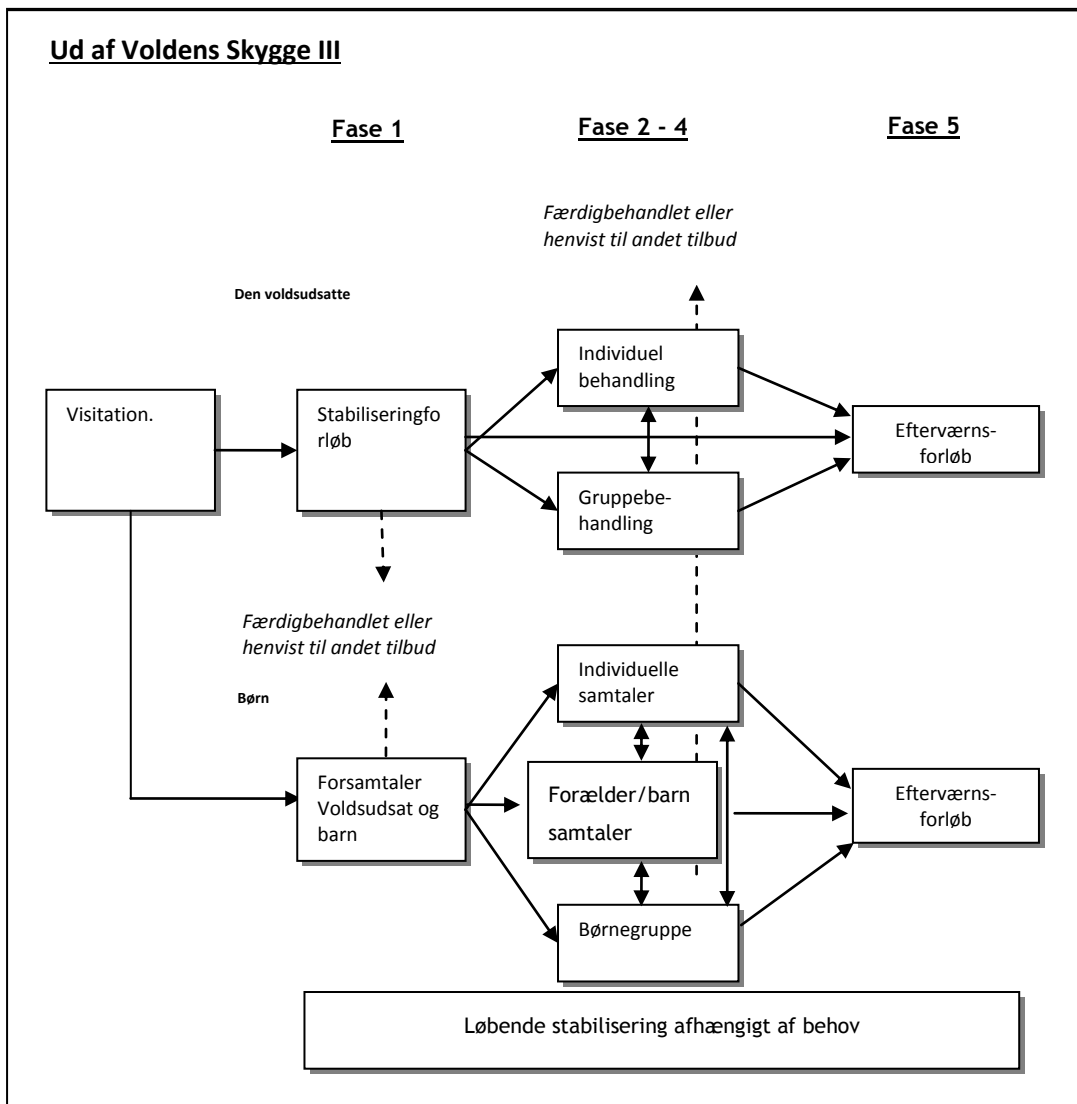 Ud af Voldens Skygge III
Fase 1
Fase 2 - 4
Fase 5
Færdigbehandlet eller
henvist til andet tilbud
Den voldsudsatte
Individuel
behandling
Visitation.
Stabiliseringfo
rløb
Efterværns-
forløb
Gruppebe-
handling
Færdigbehandlet eller
henvist til andet tilbud
Børn
Individuelle
samtaler
Forsamtaler
Voldsudsat og
barn
Forælder/barn
samtaler
Efterværns-
forløb
Børnegruppe
Løbende stabilisering afhængigt af behov